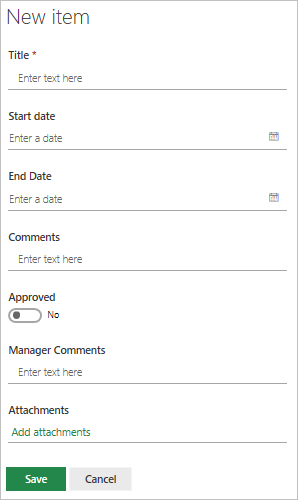 New item
Title *
Enter text here
Start date
Enter a date
End Date
Enter a date
Comments
Enter text here
Approved
No
Manager Comments
Enter text here
Attachments
Add attachments
Save Cancel